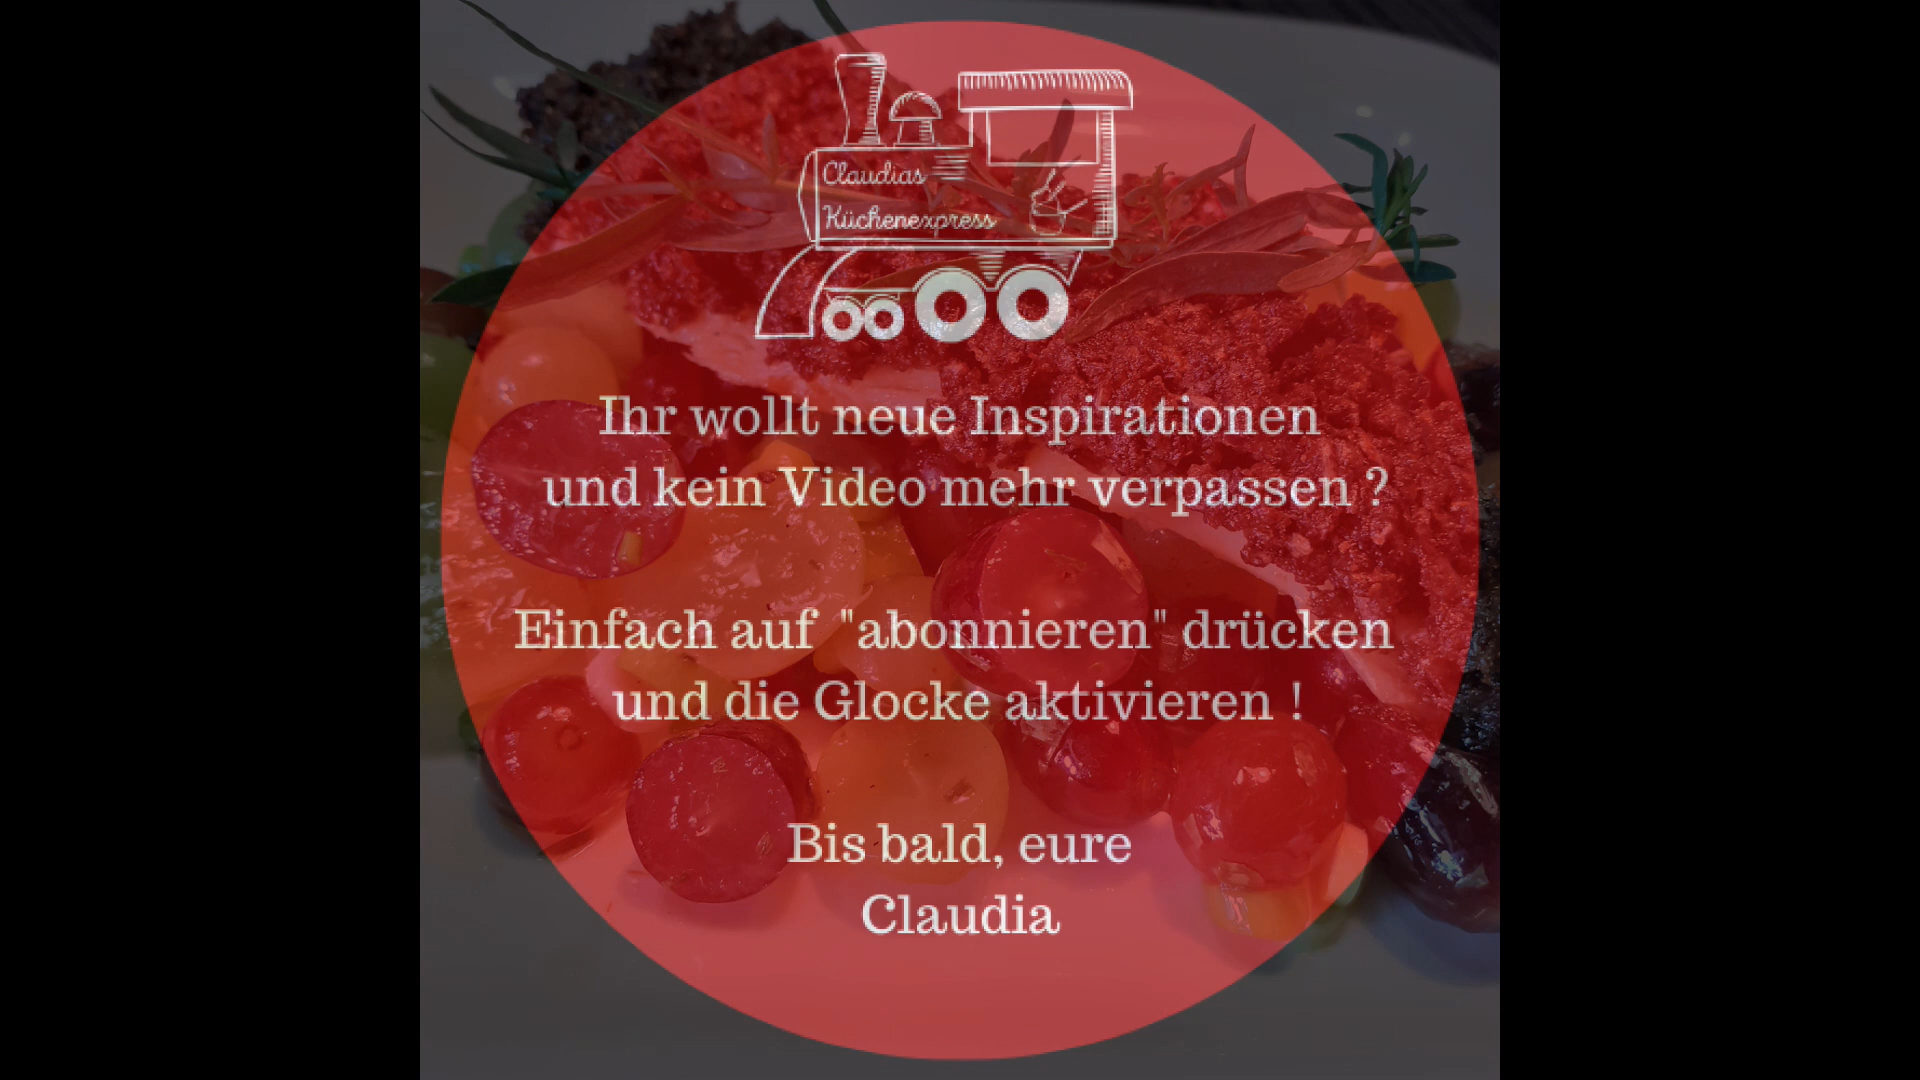 Claudias
Küchenexpress
Ihr wollt neue Inspirationen
und kein Video mehr verpassen ?
Einfach auf "abonnieren" drücken
und die Glocke aktivieren !
Bis bald, eure
Claudia